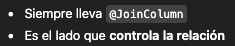 • Siempre lleva @JoinColumn
• Es el lado que controla la relación